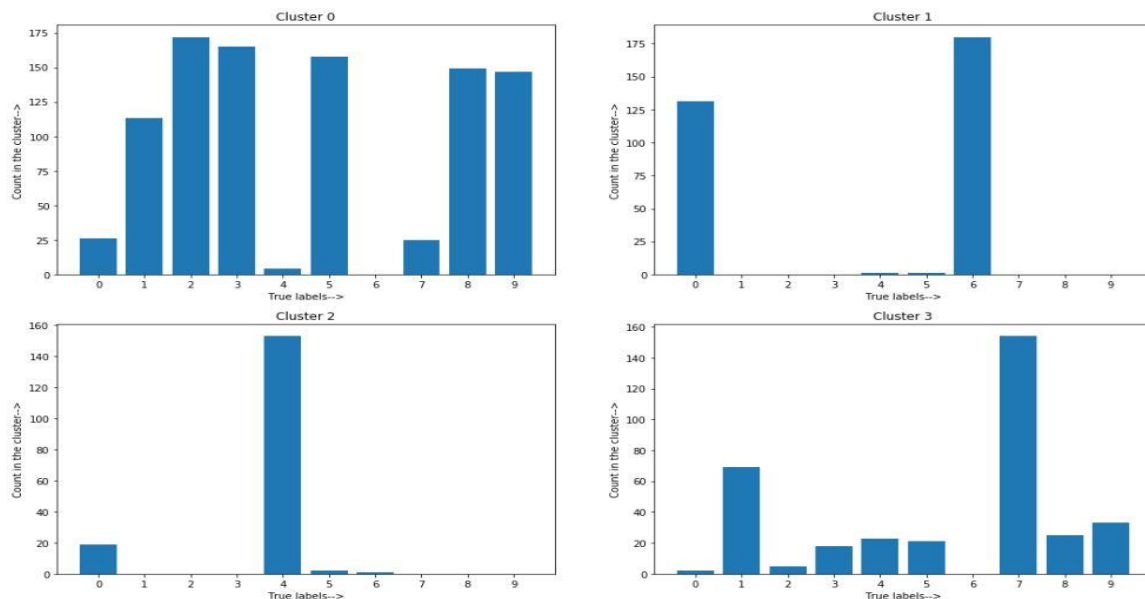 Cluster 0
Count in the cluster-->
175
150
125
100
75
50
25
0
0 1 2 3 4 5 6 7 8 9
True labels-->
Cluster 1
Count in the cluster-->
175
150
125
100
75
50
25
0
0 1 2 3 4 5 6 7 8 9
True labels-->
Cluster 2
Count in the cluster-->
160
140
120
100
80
60
40
20
0
0 1 2 3 4 5 6 7 8 9
True labels-->
Cluster 3
Count in the cluster-->
160
140
120
100
80
60
40
20
0
0 1 2 3 4 5 6 7 8 9
True labels-->